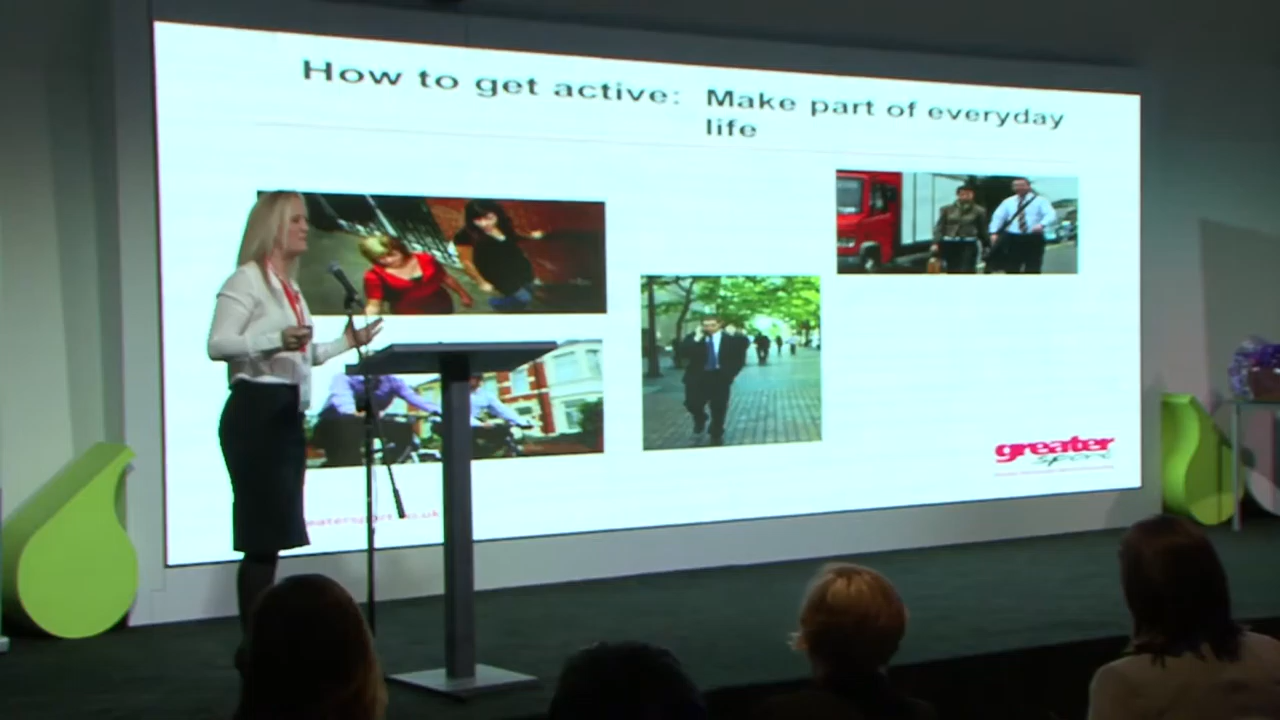 How to get active: Make part of everyday
life
greater
sport